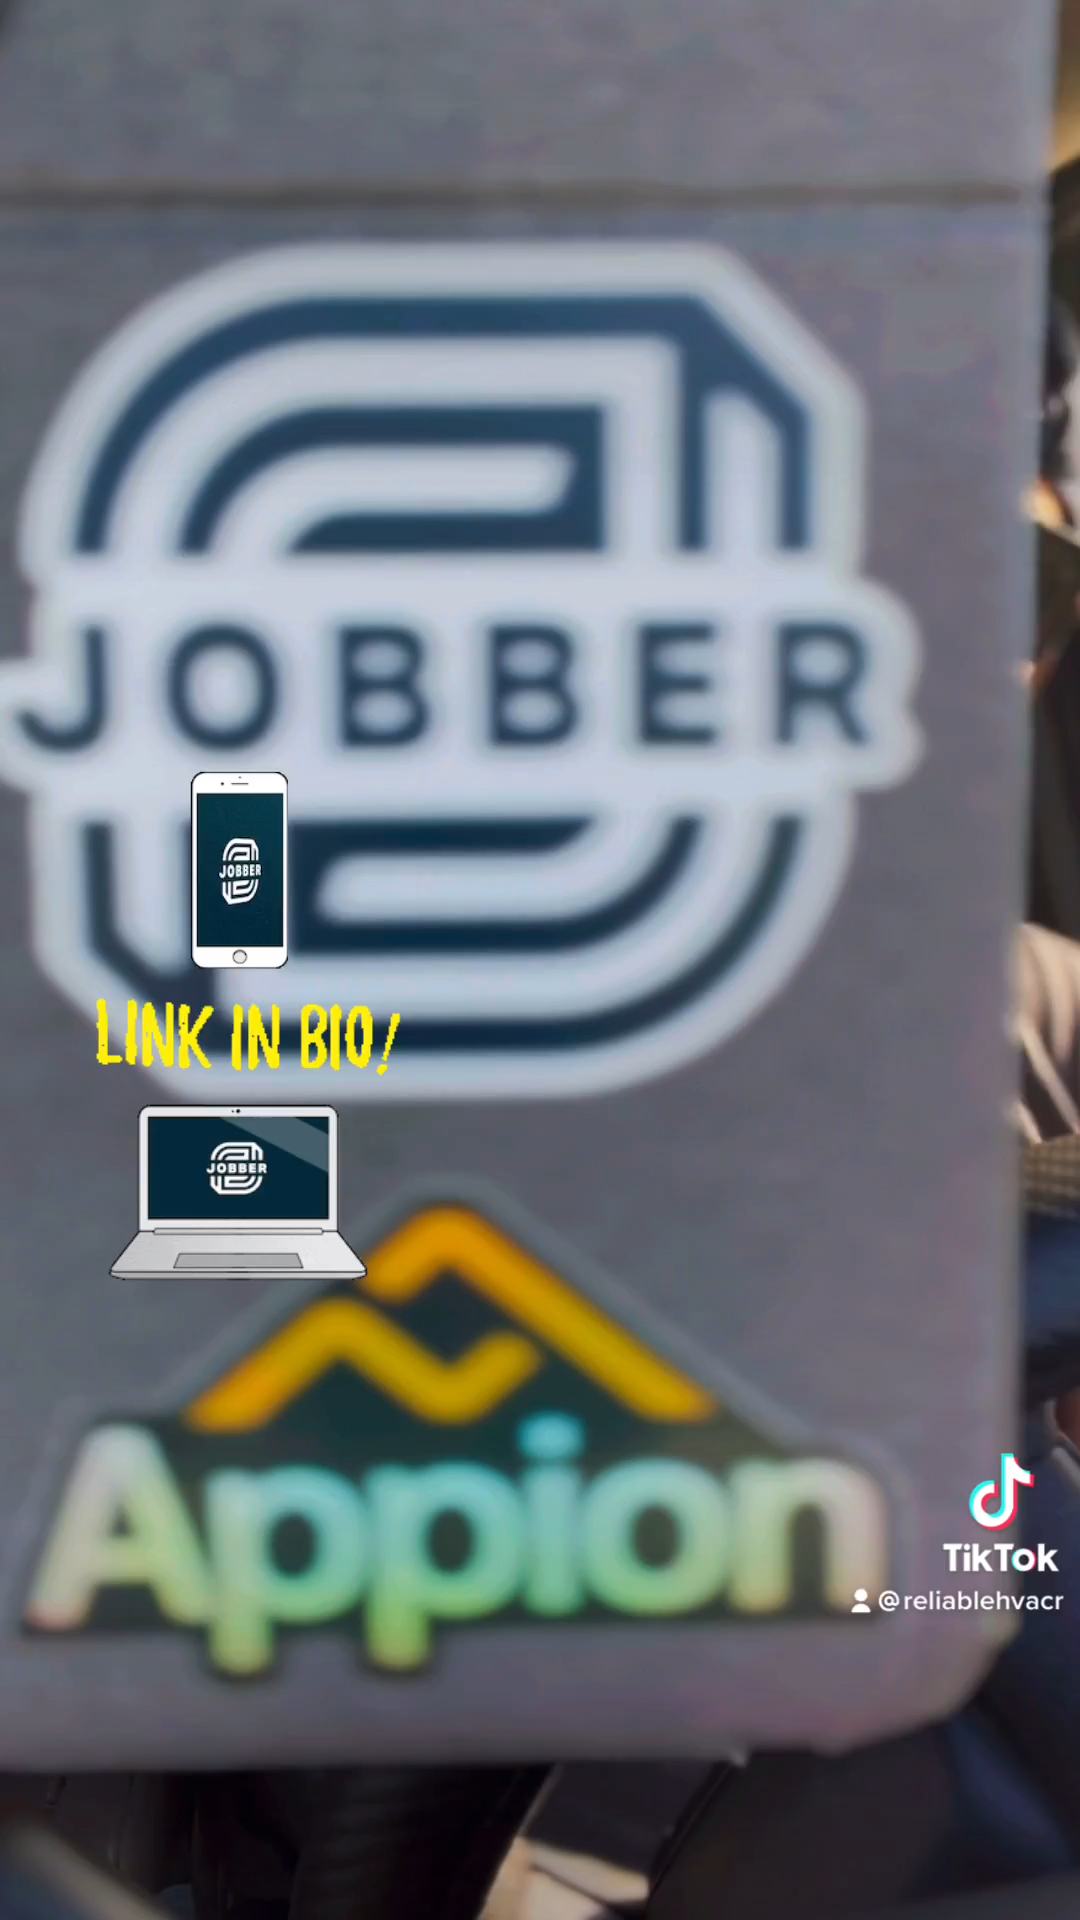 JOBBER
JOBBER
LINK IN BIO!
JOBBER
Appion
TikTok
@reliablehvacr